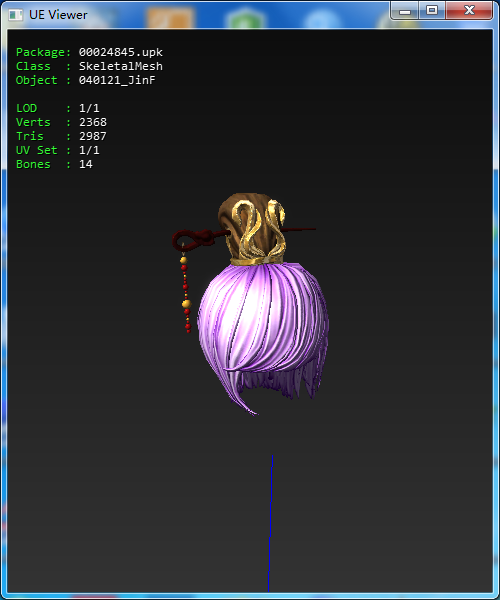 UE Viewer
Package: 00024845.upk
Class : SkeletalMesh
Object : 040121_JinF
LOD : 1/1
Verts : 2368
Tris : 2987
UV Set : 1/1
Bones : 14